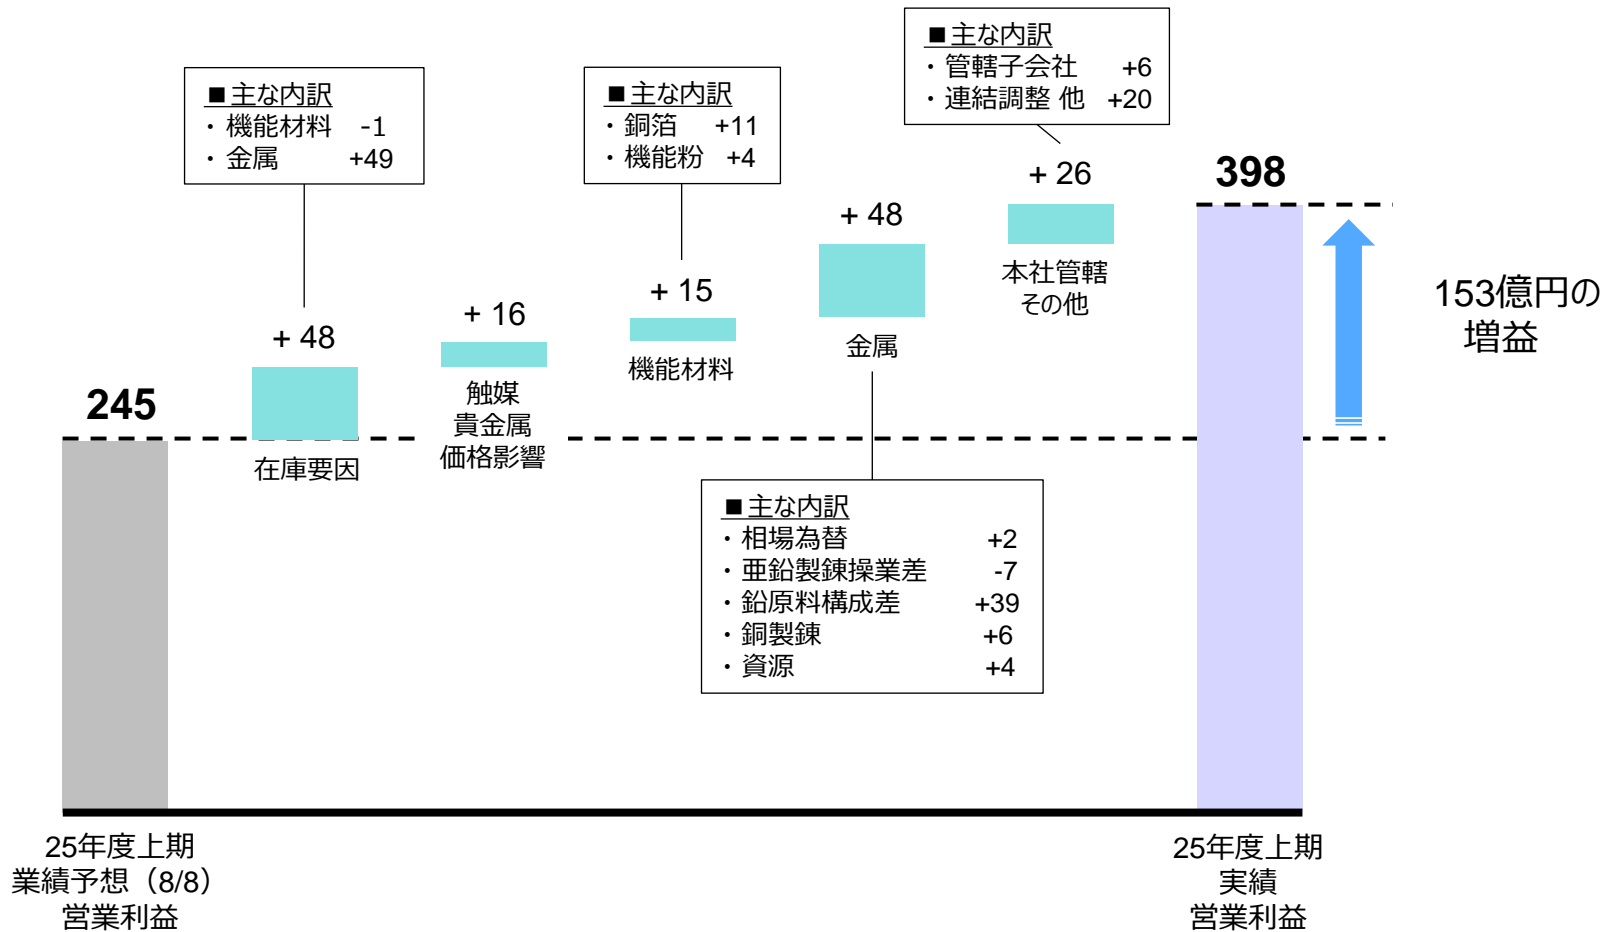 ■主な内訳
・管轄子会社 +6
・連結調整 他 +20
■主な内訳
・機能材料 -1
・金属 +49
■主な内訳
・銅箔 +11
・機能粉 +4
+ 26
398
+ 48
本社管轄
その他
+ 15
+ 16
+ 48
153億円の
増益
金属
機能材料
触媒
貴金属
価格影響
245
在庫要因
■主な内訳
・相場為替 +2
・亜鉛製錬操業差 -7
・鉛原料構成差 +39
・銅製錬 +6
・資源 +4
25年度上期
業績予想（8/8）
営業利益
25年度上期
実績
営業利益